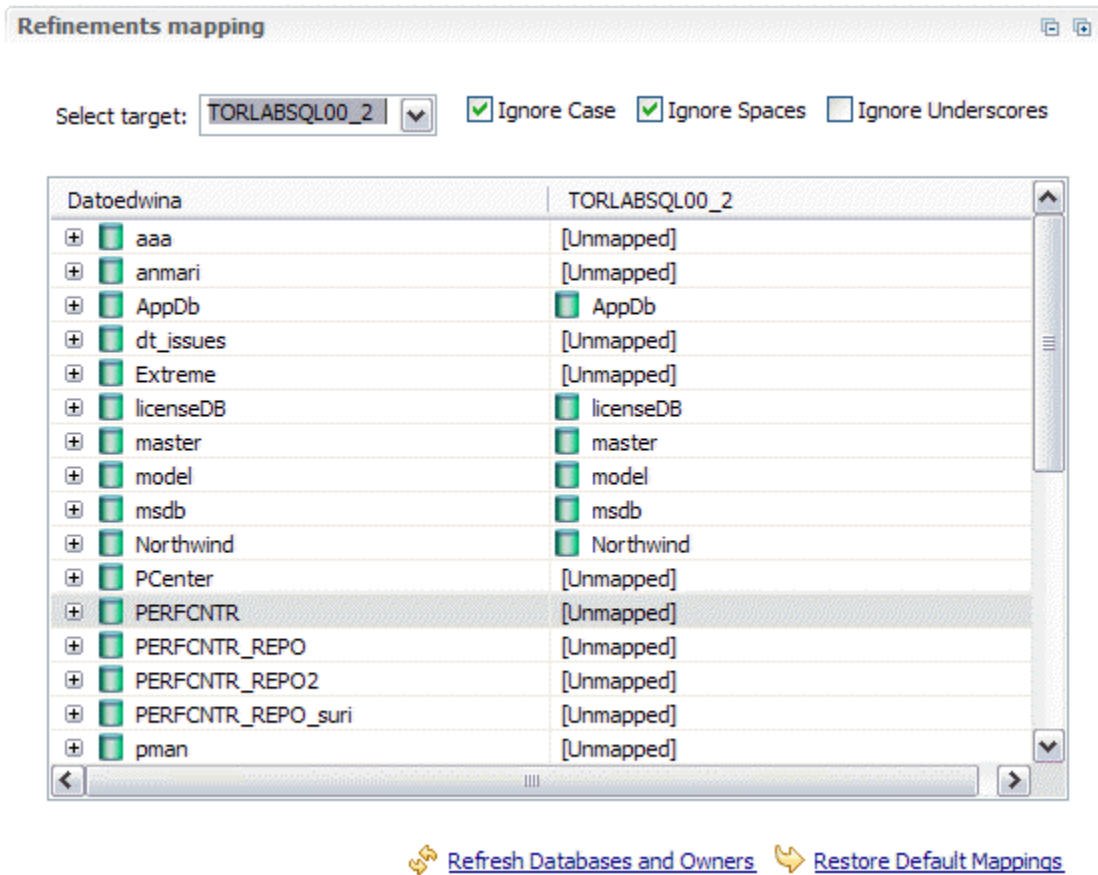 Refinements mapping
Select target: TORLABSQL00_2 Ignore Case Ignore Spaces Ignore Underscores
Datoedwina TORLABSQL00_2
aaa [Unmapped]
anmari [Unmapped]
AppDb AppDb
dt_issues [Unmapped]
Extreme [Unmapped]
licenseDB licenseDB
master master
model model
msdb msdb
Northwind Northwind
PCenter [Unmapped]
PERFCNTR [Unmapped]
PERFCNTR_REPO [Unmapped]
PERFCNTR_REPO2 [Unmapped]
PERFCNTR_REPO_suri [Unmapped]
pman [Unmapped]
Refresh Databases and Owners Restore Default Mappings